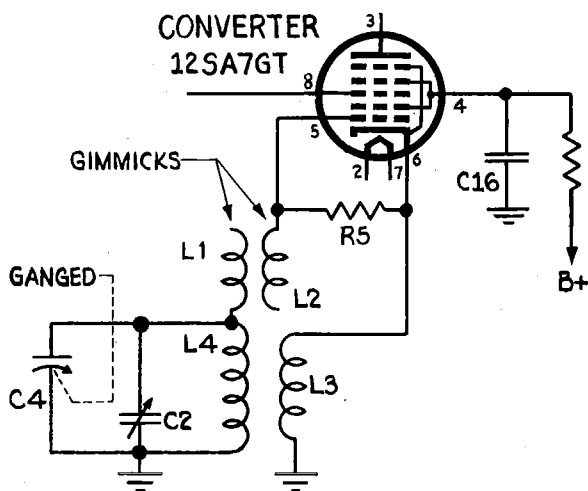 CONVERTER
12SA7GT
3
8
5
4
2
7
6
GIMMICKS
C16
R5
B+
L1
L2
GANGED
L4
L3
C4
C2